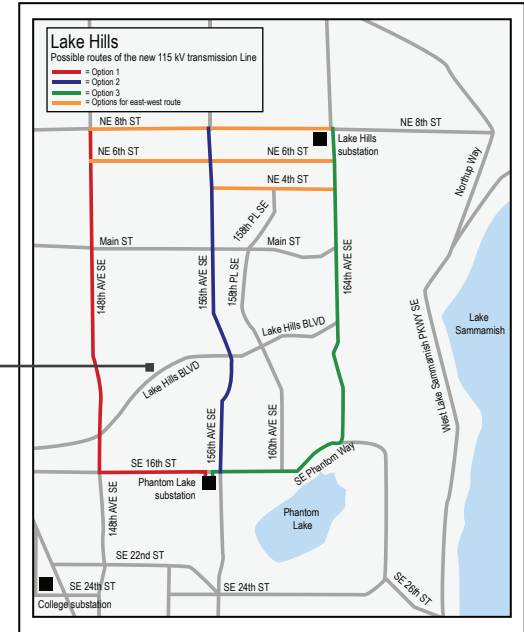 Lake Hills
Possible routes of the new 115 kV transmission Line
= Option 1
= Option 2
= Option 3
= Options for east-west route
NE 8th ST
NE 8th ST
Lake Hills
substation
NE 6th ST
NE 6th ST
NE 4th ST
Northup Way
158th PL SE
Main ST
Main ST
148th AVE SE
156th AVE SE
158th PL SE
164th AVE SE
West Lake Sammamish PKWY SE
Lake
Sammamish
Lake Hills BLVD
Lake Hills BLVD
156th AVE SE
160th AVE SE
SE 16th ST
SE Phantom Way
Phantom Lake
substation
148th AVE SE
Phantom
Lake
SE 22nd ST
SE 24th ST
SE 24th ST
SE 26th ST
College substation